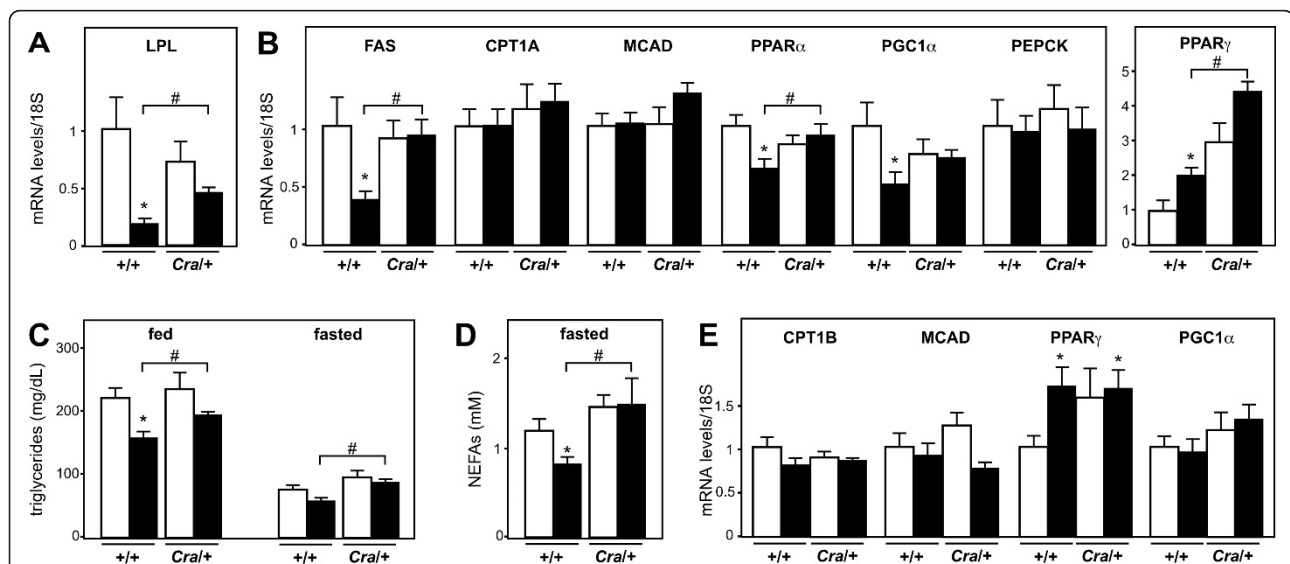 A
LPL
mRNA levels/18S
1
0.5
0
#
*
+/+
Cra/+
B
FAS
CPT1A
MCAD
PPARα
PGC1α
PEPCK
mRNA levels/18S
1
0.5
0
#
*
#
*
*
+/+
Cra/+
+/+
Cra/+
+/+
Cra/+
+/+
Cra/+
+/+
Cra/+
+/+
Cra/+
PPARγ
5
4
3
2
1
0
#
*
+/+
Cra/+
C
fed
fasted
triglycerides (mg/dL)
300
200
100
0
#
*
#
+/+
Cra/+
+/+
Cra/+
D
fasted
NEFAs (mM)
2
1
0
#
*
+/+
Cra/+
E
CPT1B
MCAD
PPARγ
PGC1α
mRNA levels/18S
1.5
1
0.5
0
*
*
+/+
Cra/+
+/+
Cra/+
+/+
Cra/+
+/+
Cra/+